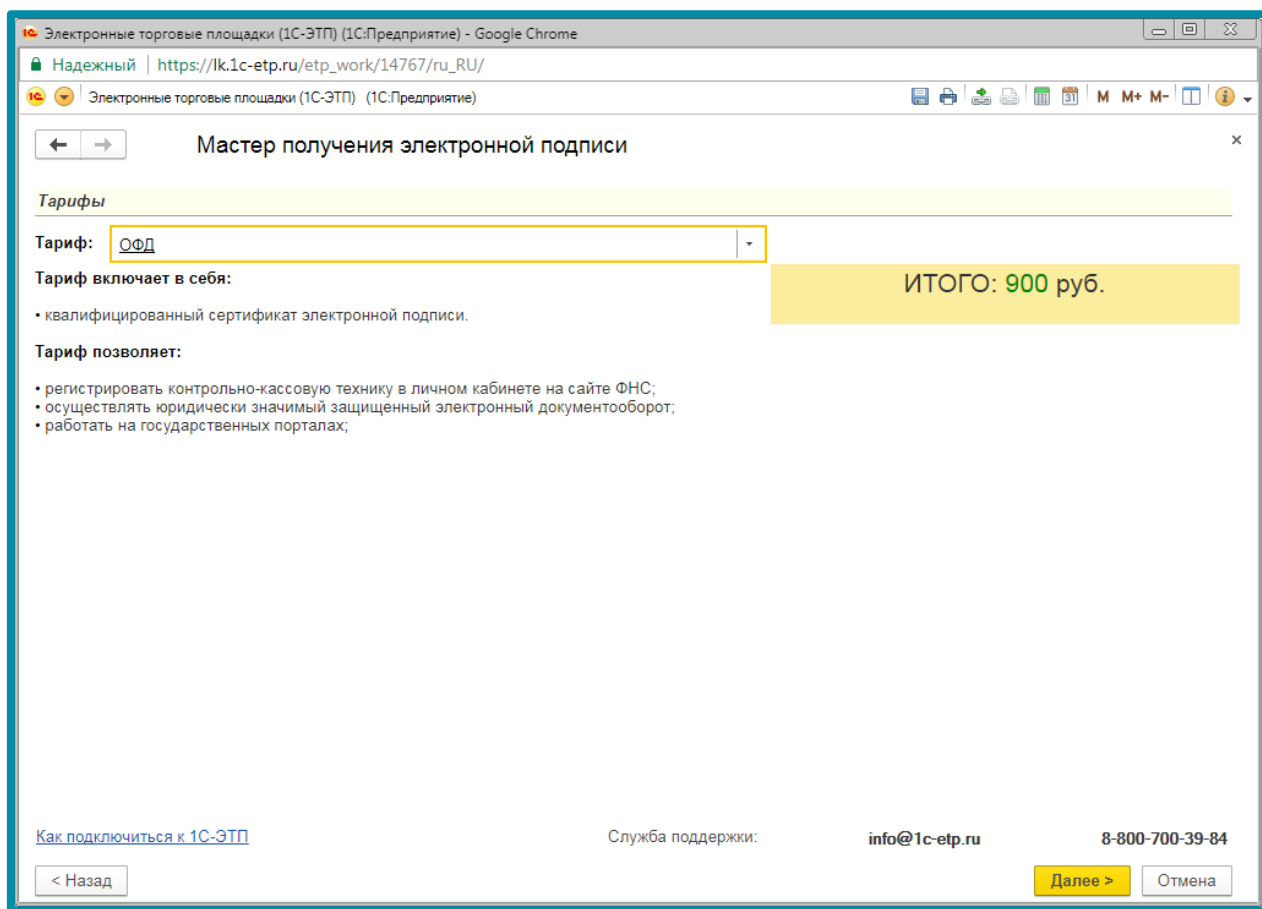 Электронные торговые площадки (1С-ЭТП) (1С:Предприятие) - Google Chrome
Надежный | https://lk.1c-etp.ru/etp_work/14767/ru_RU/
Электронные торговые площадки (1С-ЭТП) (1С:Предприятие) 31 M M+ M-
Мастер получения электронной подписи
Тарифы
Тариф: ОФД
Тариф включает в себя: ИТОГО: 900 руб.
• квалифицированный сертификат электронной подписи.
Тариф позволяет:
• регистрировать контрольно-кассовую технику в личном кабинете на сайте ФНС;
• осуществлять юридически значимый защищенный электронный документооборот;
• работать на государственных порталах;
Как подключиться к 1С-ЭТП Служба поддержки: info@1c-etp.ru 8-800-700-39-84
< Назад Далее > Отмена